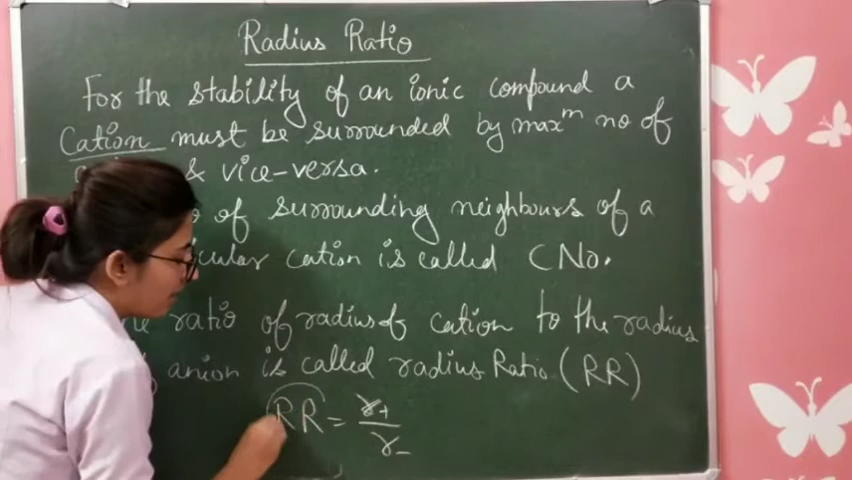 Radius Ratio
For the stability of an ionic compound a
Cation must be surrounded by maxᵐ no of
& vice-versa.
of surrounding neighbours of a
cation is called CNo.
ratio of radius of cation to the radius
anion is called radius Ratio (RR)
RR = r+
r-